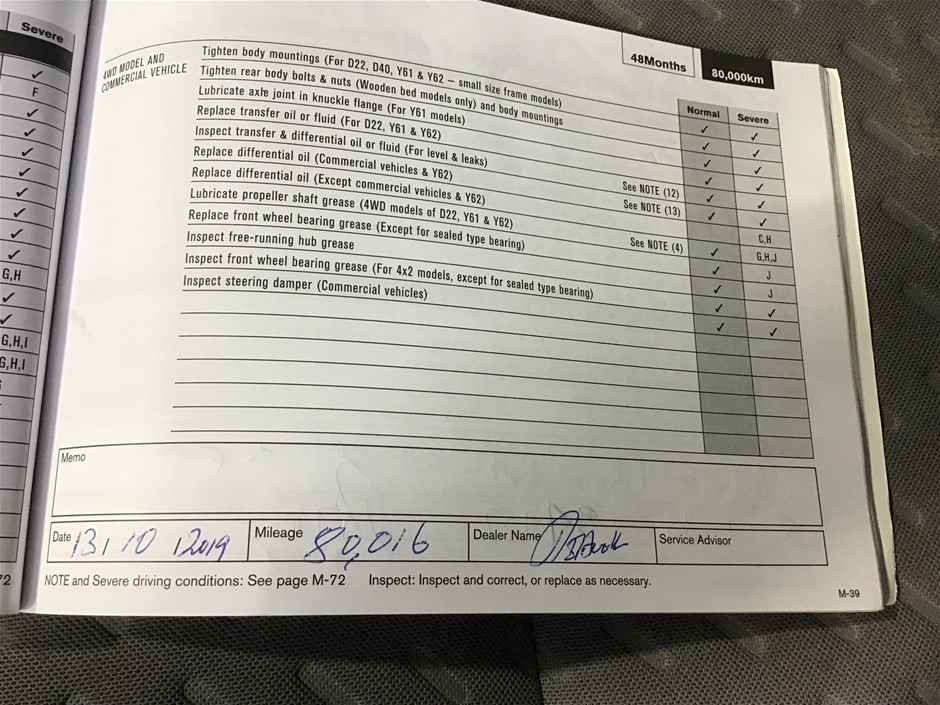 Severe
✓
F
✓
✓
✓
✓
✓
✓
✓
✓
G,H
✓
✓
G,H,I
G,H,I
48Months
80,000km
4WD MODEL AND
COMMERCIAL VEHICLE
Normal Severe
Tighten body mountings (For D22, D40, Y61 & Y62 – small size frame models) ✓ ✓
Tighten rear body bolts & nuts (Wooden bed models only) and body mountings ✓ ✓
Lubricate axle joint in knuckle flange (For Y61 models) ✓ ✓
Replace transfer oil or fluid (For D22, Y61 & Y62) ✓ ✓
Inspect transfer & differential oil or fluid (For level & leaks) ✓ ✓
Replace differential oil (Commercial vehicles & Y62) See NOTE (12) ✓ ✓
Replace differential oil (Except commercial vehicles & Y62) See NOTE (13) C,H
Lubricate propeller shaft grease (4WD models of D22, Y61 & Y62) ✓ G,H,J
Replace front wheel bearing grease (Except for sealed type bearing) See NOTE (4) ✓ J
Inspect free-running hub grease ✓ J
Inspect front wheel bearing grease (For 4x2 models, except for sealed type bearing) ✓ ✓
Inspect steering damper (Commercial vehicles) ✓ ✓
Memo
Date 13 / 10 / 2019 Mileage 80,016 Dealer Name Service Advisor
NOTE and Severe driving conditions: See page M-72 Inspect: Inspect and correct, or replace as necessary.
M-39